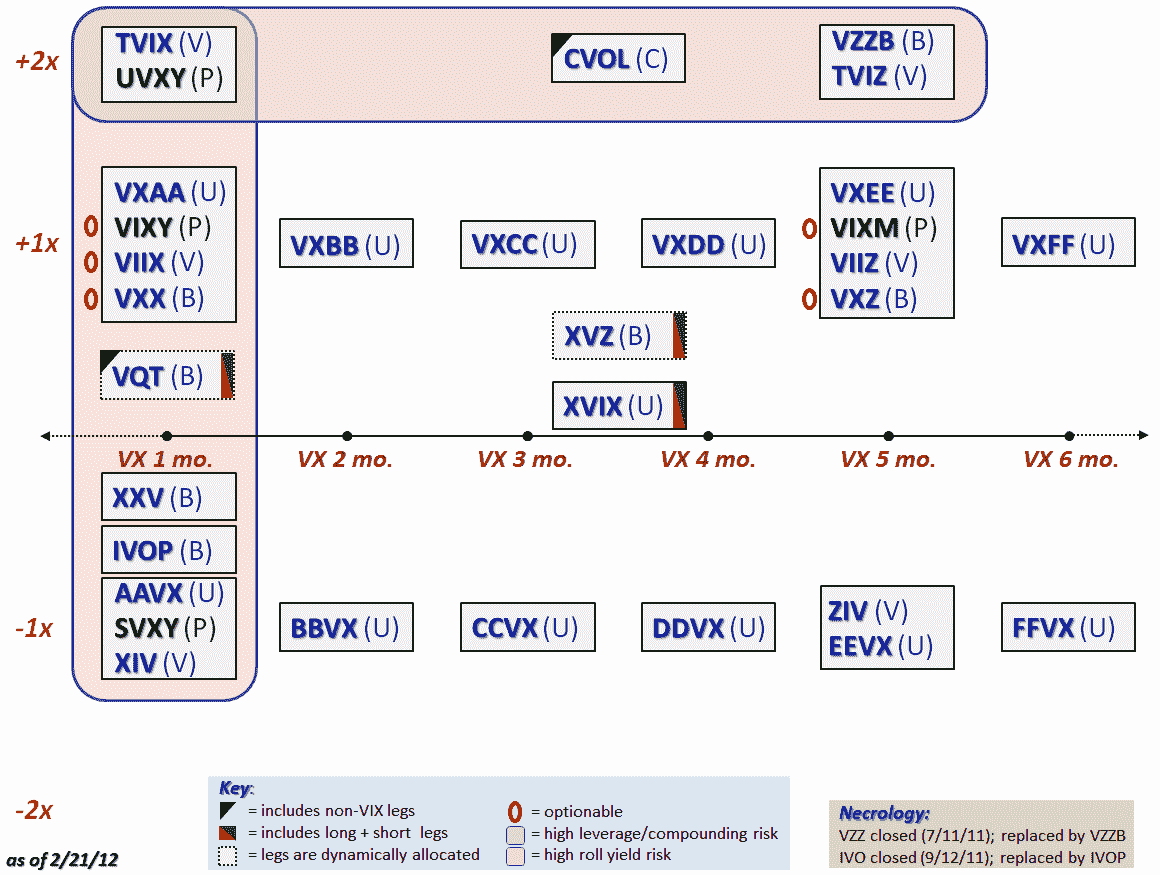 +2x
TVIX (V)
UVXY (P)
CVOL (C)
VZZB (B)
TVIZ (V)
+1x
VXAA (U)
VIXY (P)
VIIX (V)
VXX (B)
VXBB (U)
VXCC (U)
VXDD (U)
VXEE (U)
VIXM (P)
VIIZ (V)
VXZ (B)
VXFF (U)
XVZ (B)
VQT (B)
XVIX (U)
VX 1 mo.
VX 2 mo.
VX 3 mo.
VX 4 mo.
VX 5 mo.
VX 6 mo.
XXV (B)
IVOP (B)
-1x
AAVX (U)
SVXY (P)
XIV (V)
BBVX (U)
CCVX (U)
DDVX (U)
ZIV (V)
EEVX (U)
FFVX (U)
-2x
as of 2/21/12
Key:
= includes non-VIX legs
= includes long + short legs
= legs are dynamically allocated
= optionable
= high leverage/compounding risk
= high roll yield risk
Necrology:
VZZ closed (7/11/11); replaced by VZZB
IVO closed (9/12/11); replaced by IVOP